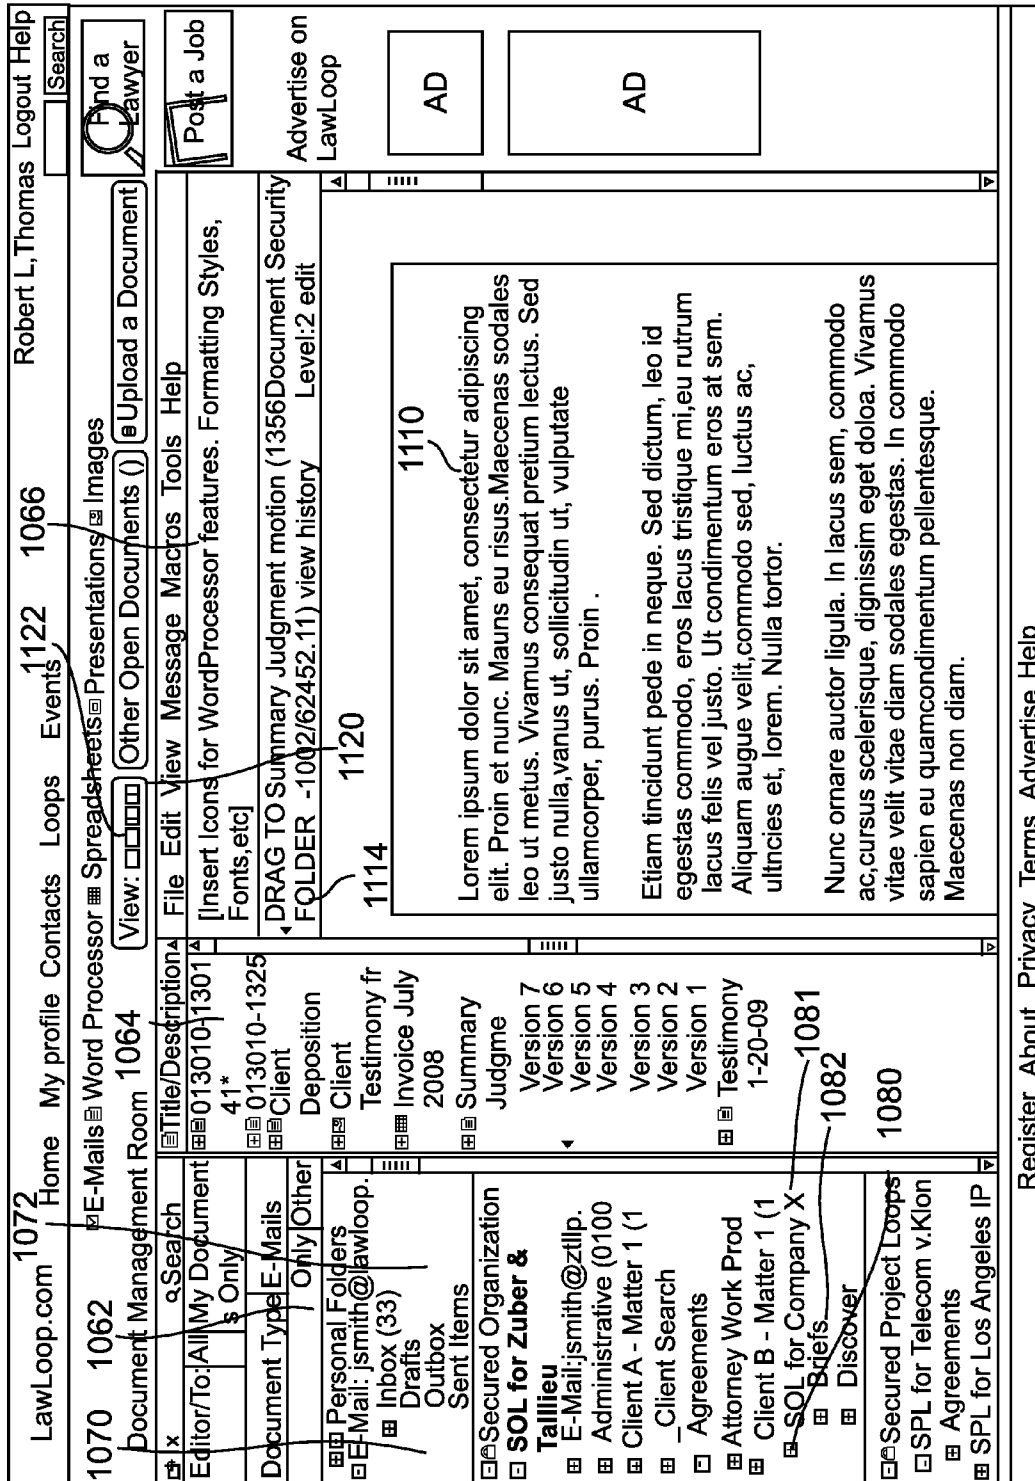 LawLoop.com Home My profile Contacts Loops Events Robert L,Thomas Logout Help
Search
1070 1072 1062 1064 1122 1066
E-Mails Word Processor Spreadsheets Presentations Images
Find a Lawyer
Document Management Room
View: Other Open Documents () Upload a Document
x Search
Editor/To: All My Document s Only
Document Type E-Mails Only Other
Personal Folders
E-Mail: jsmith@lawloop.
Inbox (33)
Drafts
Outbox
Sent Items
Secured Organization
SOL for Zuber &
Tallieu
E-Mail:jsmith@ztllp.
Administrative (0100
Client A - Matter 1 (1
_Client Search
Agreements
Attorney Work Prod
Client B - Matter 1 (1
SOL for Company X
Briefs
Discover
Secured Project Loops
SPL for Telecom v.Klon
Agreements
SPL for Los Angeles IP
Title/Description
013010-1301
41*
013010-1325
Client
Deposition
Client
Testimony fr
Invoice July
2008
Summary
Judgme
Version 7
Version 6
Version 5
Version 4
Version 3
Version 2
Version 1
Testimony
1-20-09
1081
1082
1080
File Edit View Message Macros Tools Help
[Insert Icons for WordProcessor features. Formatting Styles,
Fonts,etc]
DRAG TO Summary Judgment motion (1356Document Security
FOLDER -1002/62452.11) view history Level:2 edit
1114
1120
1110
Lorem ipsum dolor sit amet, consectetur adipiscing
elit. Proin et nunc. Mauns eu risus.Maecenas sodales
leo ut metus. Vivamus consequat pretium lectus. Sed
justo nulla,vanus ut, sollicitudin ut, vulputate
ullamcorper, purus. Proin .
Etiam tincidunt pede in neque. Sed dictum, leo id
egestas commodo, eros lacus tristique mi,eu rutrum
lacus felis vel justo. Ut condimentum eros at sem.
Aliquam augue velit,commodo sed, luctus ac,
ultncies et, lorem. Nulla tortor.
Nunc ornare auctor ligula. In lacus sem, commodo
ac,cursus scelerisque, dignissim eget doloa. Vivamus
vitae velit vitae diam sodales egestas. In commodo
sapien eu quamcondimentum pellentesque.
Maecenas non diam.
Post a Job
Advertise on
LawLoop
AD
AD
Register About Privacy Terms Advertise Help